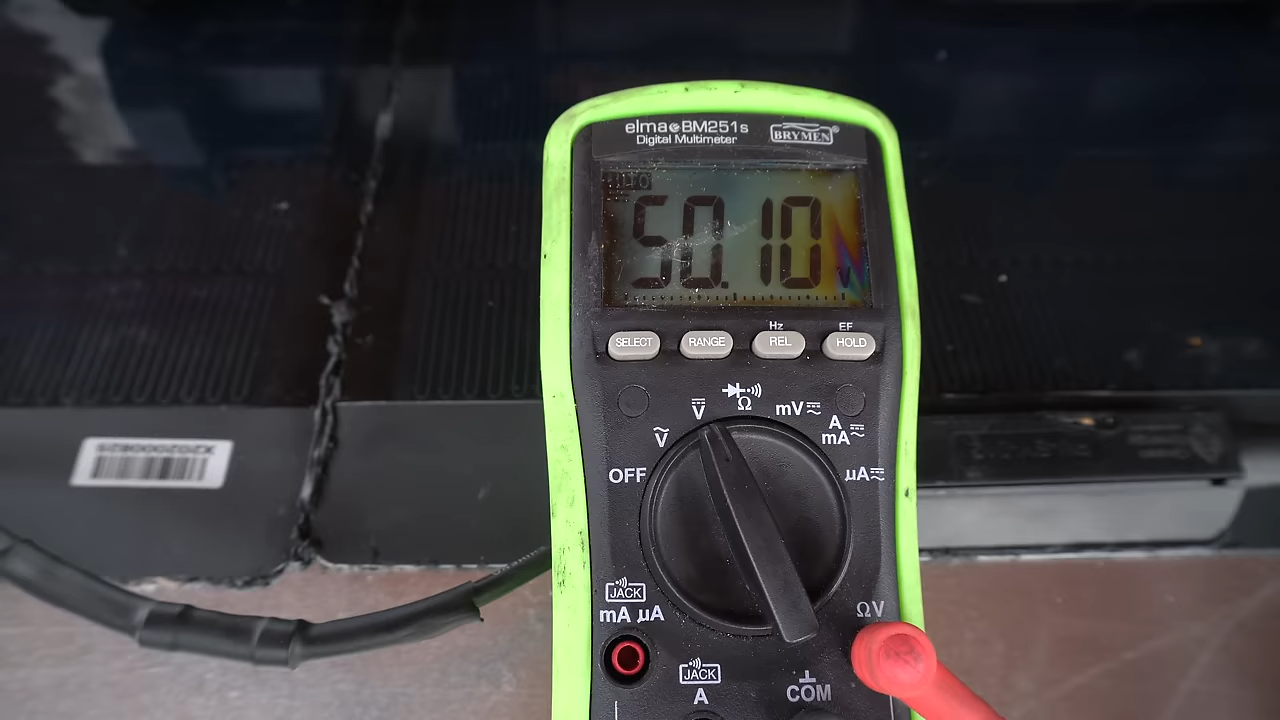 elma BM251s
Digital Multimeter
BRYMEN®
AUTO
50.10
V
SELECT
RANGE
Hz
REL
EF
HOLD
V
V
Ω
mV
A
mA
µA
OFF
JACK
mA µA
ΩV
JACK
A
COM